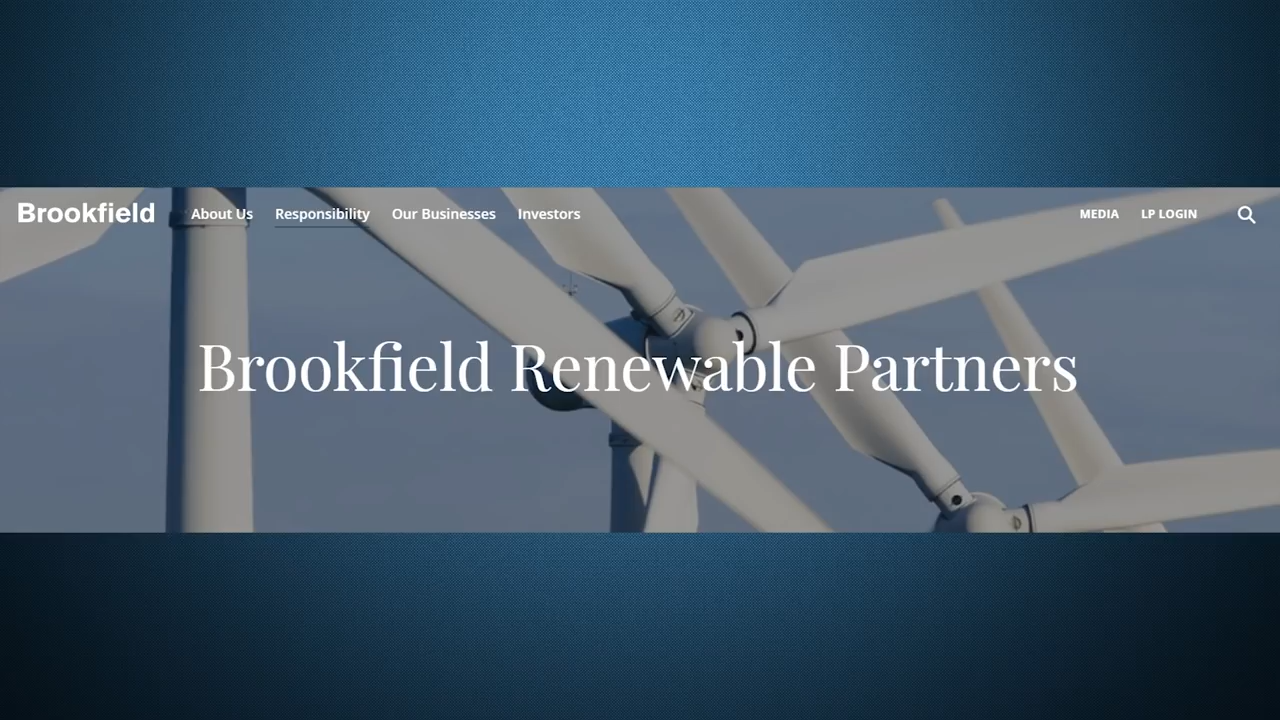 Brookfield About Us Responsibility Our Businesses Investors MEDIA LP LOGIN
Brookfield Renewable Partners